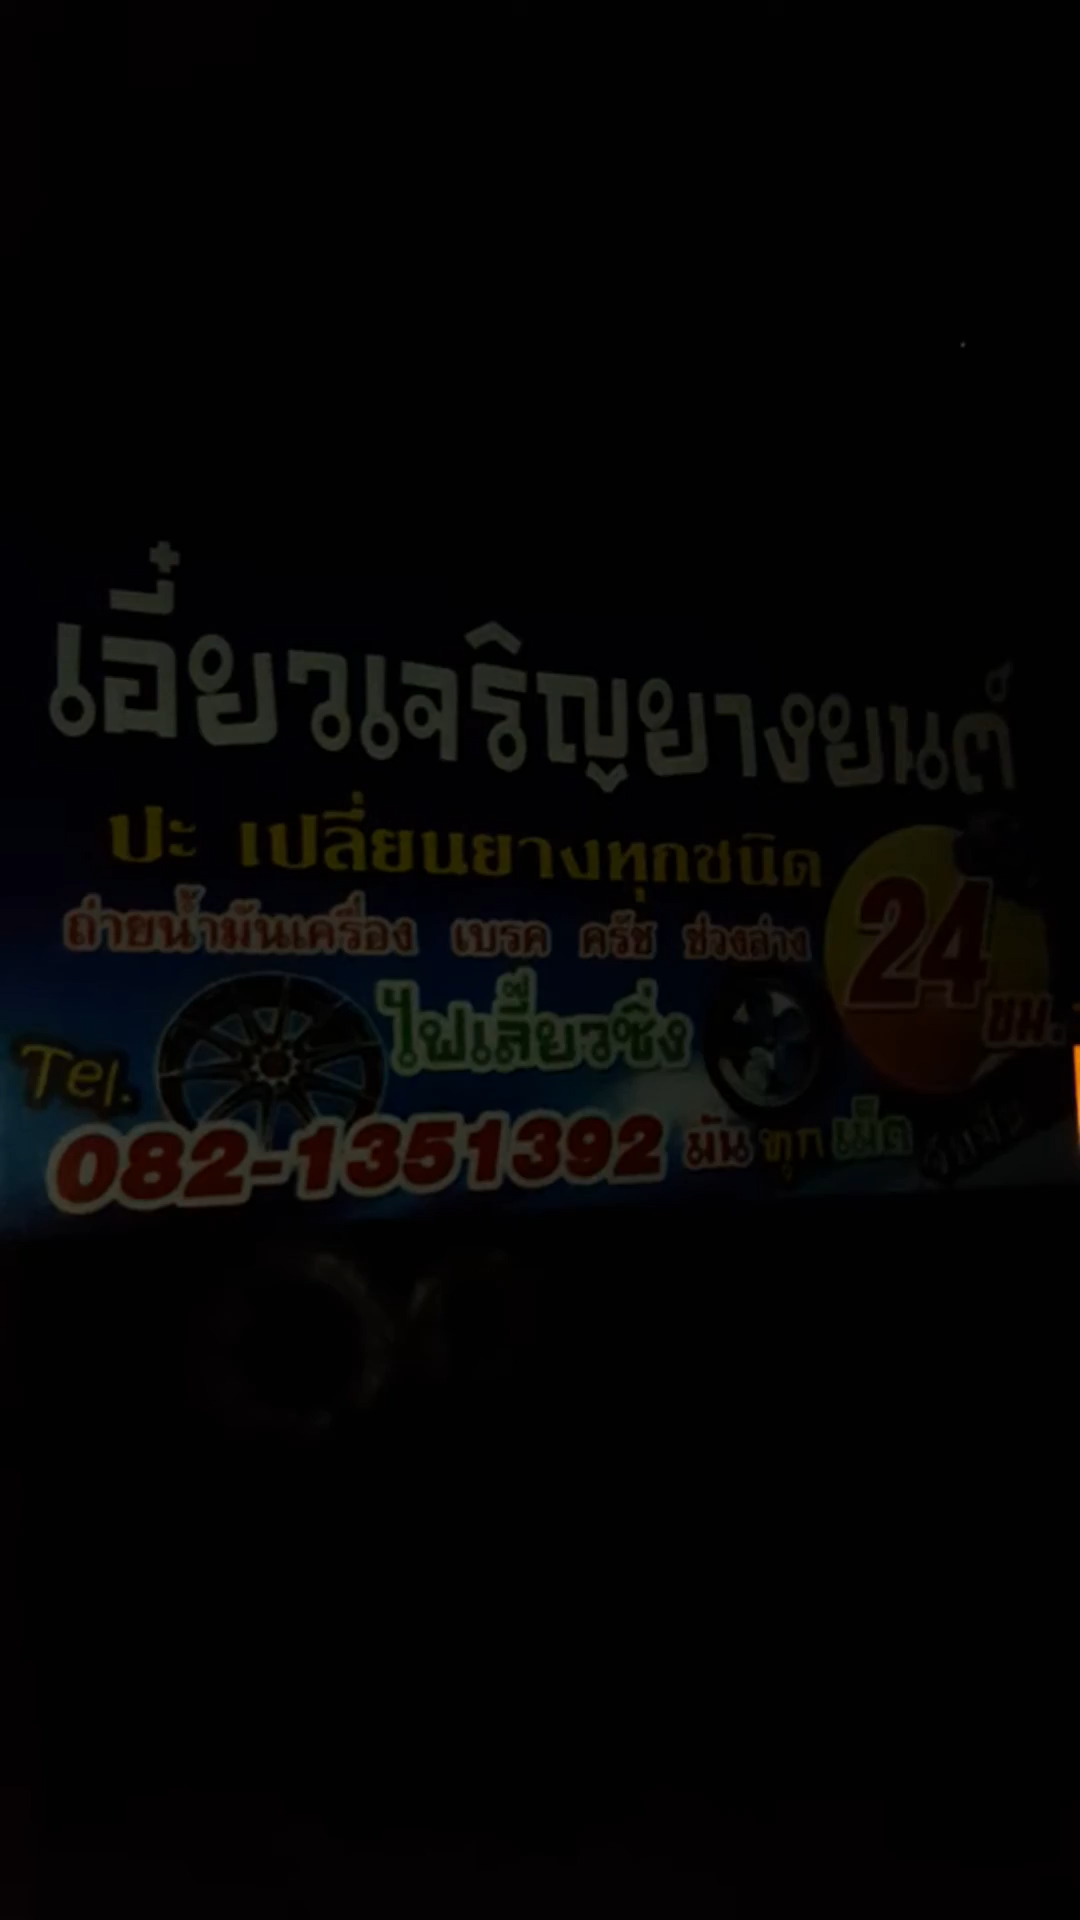 เอี๋ยวเจริญยางยนต์
ปะ เปลี่ยนยางทุกชนิด
ถ่ายน้ำมันเครื่อง เบรค ครัช ช่วงล่าง
24 ชม.
ไฟเลี้ยวซิ่ง
Tel. 082-1351392
มันทุกเม็ด